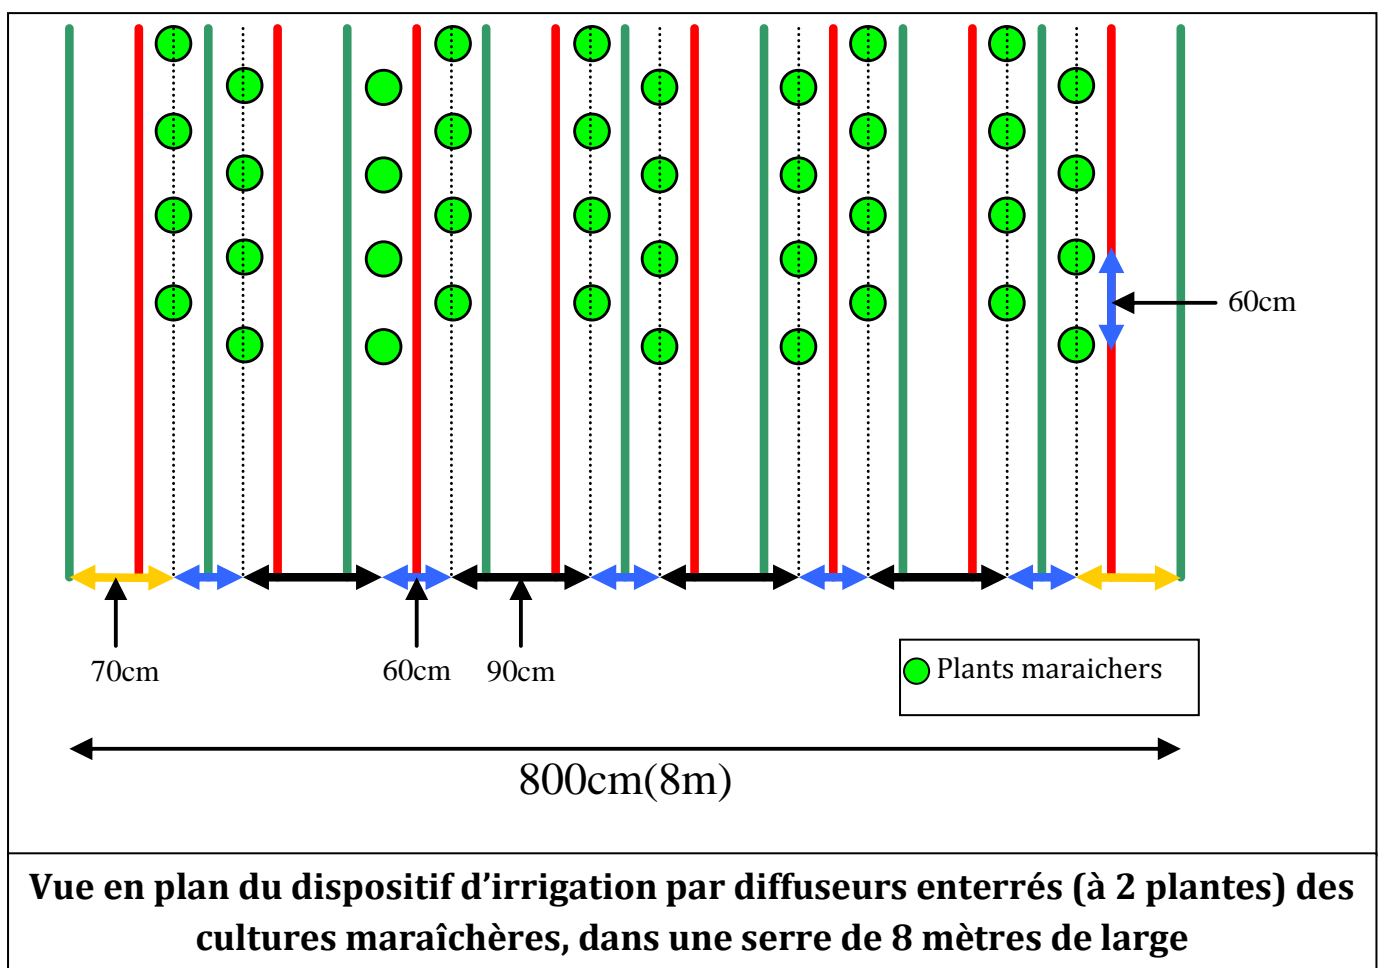 60cm
70cm
60cm
90cm
Plants maraichers
800cm(8m)
Vue en plan du dispositif d’irrigation par diffuseurs enterrés (à 2 plantes) des
cultures maraîchères, dans une serre de 8 mètres de large